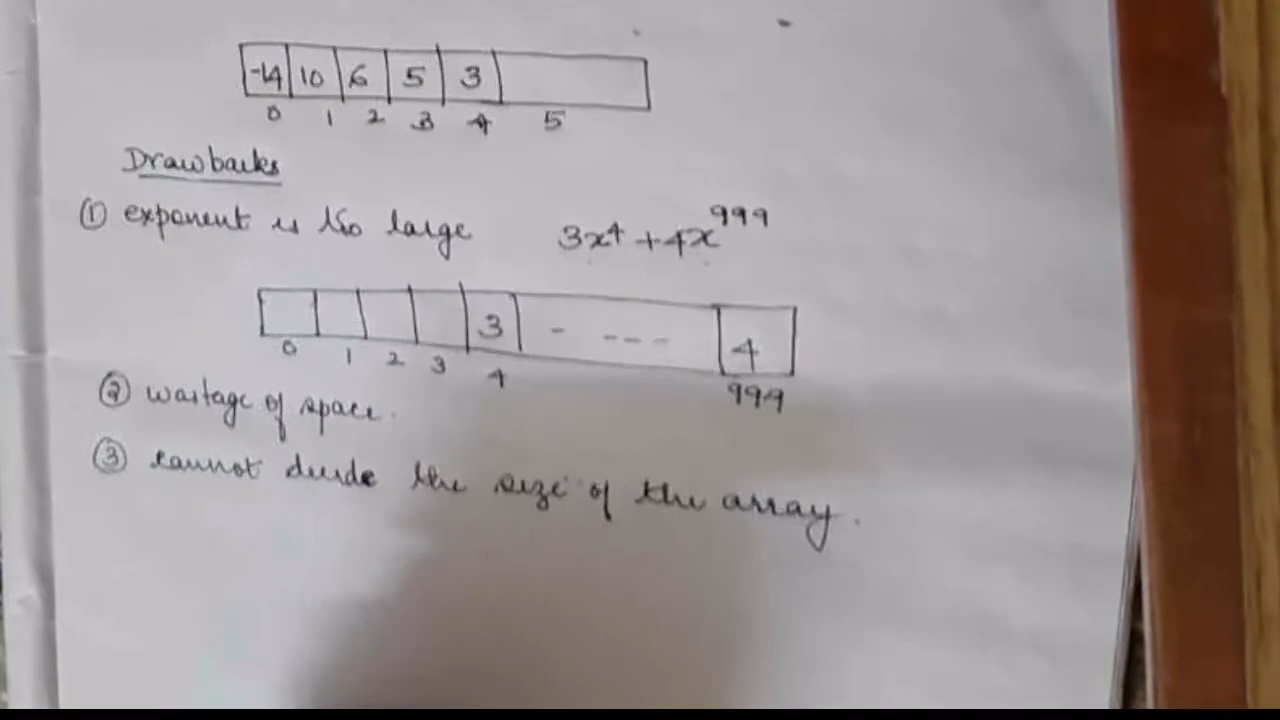 -14 10 6 5 3
0 1 2 3 4 5
Drawbacks
① exponent is too large 3x⁴ + 4x⁹⁹⁹
3 - - - - 4
0 1 2 3 4 999
② wastage of space.
③ cannot decide the size of the array.